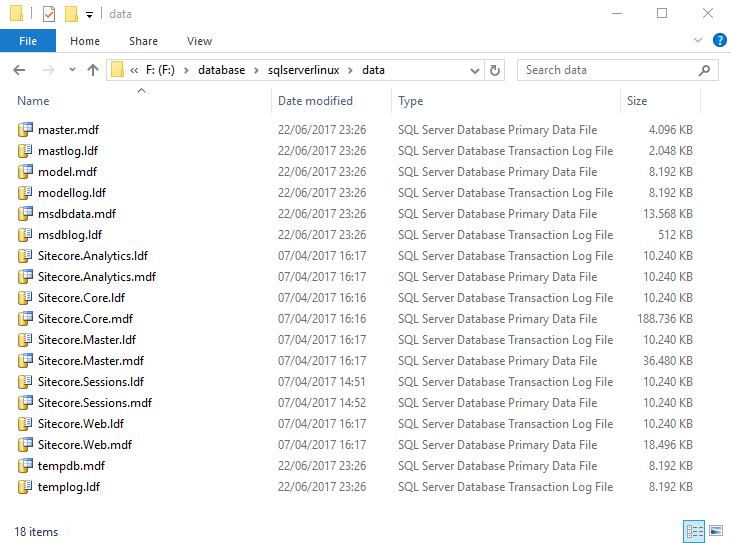 data
File Home Share View
« F: (F:) › database › sqlserverlinux › data Search data
Name Date modified Type Size
master.mdf 22/06/2017 23:26 SQL Server Database Primary Data File 4.096 KB
mastlog.ldf 22/06/2017 23:26 SQL Server Database Transaction Log File 2.048 KB
model.mdf 22/06/2017 23:26 SQL Server Database Primary Data File 8.192 KB
modellog.ldf 22/06/2017 23:26 SQL Server Database Transaction Log File 8.192 KB
msdbdata.mdf 22/06/2017 23:26 SQL Server Database Primary Data File 13.568 KB
msdblog.ldf 22/06/2017 23:26 SQL Server Database Transaction Log File 512 KB
Sitecore.Analytics.ldf 07/04/2017 16:17 SQL Server Database Transaction Log File 10.240 KB
Sitecore.Analytics.mdf 07/04/2017 16:17 SQL Server Database Primary Data File 10.240 KB
Sitecore.Core.ldf 07/04/2017 16:16 SQL Server Database Transaction Log File 10.240 KB
Sitecore.Core.mdf 07/04/2017 16:16 SQL Server Database Primary Data File 188.736 KB
Sitecore.Master.ldf 07/04/2017 16:17 SQL Server Database Transaction Log File 10.240 KB
Sitecore.Master.mdf 07/04/2017 16:17 SQL Server Database Primary Data File 36.480 KB
Sitecore.Sessions.ldf 07/04/2017 14:51 SQL Server Database Transaction Log File 10.240 KB
Sitecore.Sessions.mdf 07/04/2017 14:52 SQL Server Database Primary Data File 10.240 KB
Sitecore.Web.ldf 07/04/2017 16:17 SQL Server Database Transaction Log File 10.240 KB
Sitecore.Web.mdf 07/04/2017 16:17 SQL Server Database Primary Data File 18.496 KB
tempdb.mdf 22/06/2017 23:26 SQL Server Database Primary Data File 8.192 KB
templog.ldf 22/06/2017 23:26 SQL Server Database Transaction Log File 8.192 KB
18 items